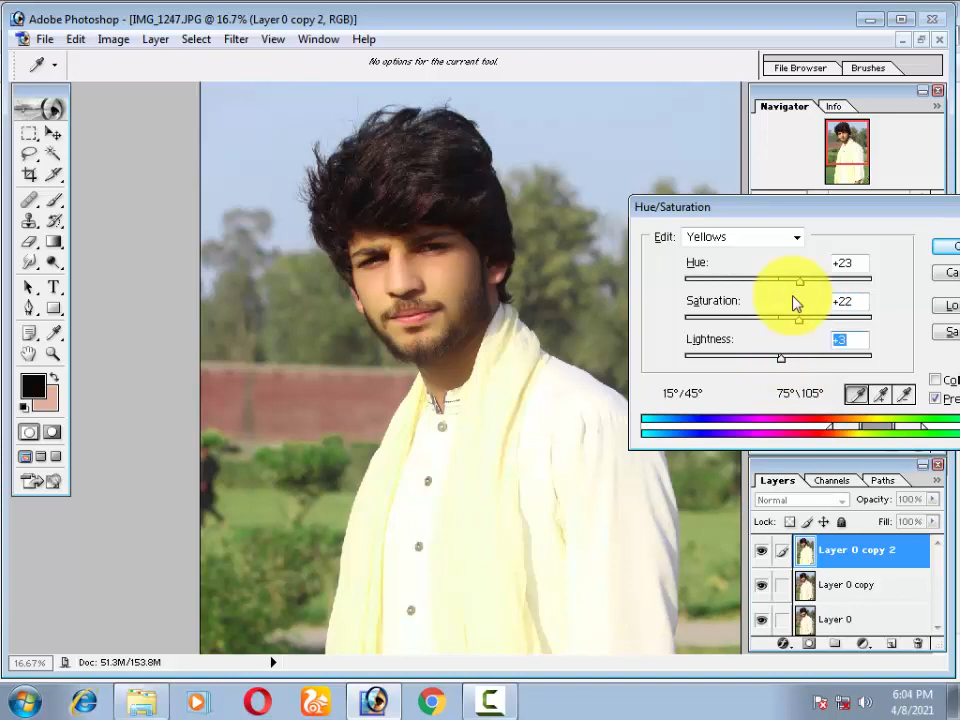 Adobe Photoshop - [IMG_1247.JPG @ 16.7% (Layer 0 copy 2, RGB)]
File Edit Image Layer Select Filter View Window Help
No options for the current tool.
File Browser Brushes
Navigator Info
Hue/Saturation
Edit: Yellows
Hue: +23
Saturation: +22
Lightness: +3
15°/45° 75°\105°
Layers Channels Paths
Normal Opacity: 100%
Lock: Fill: 100%
Layer 0 copy 2
Layer 0 copy
Layer 0
16.67% Doc: 51.3M/153.8M
6:04 PM
4/8/2021